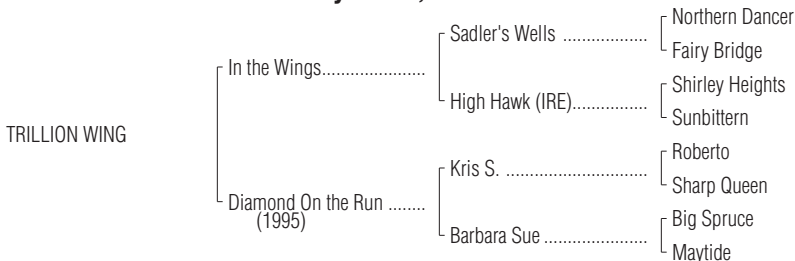 Northern Dancer
Sadler's Wells ..................
Fairy Bridge
In the Wings......................
Shirley Heights
High Hawk (IRE)................
Sunbittern
TRILLION WING
Roberto
Kris S. ..............................
Sharp Queen
Diamond On the Run ........
(1995)
Big Spruce
Barbara Sue ......................
Maytide